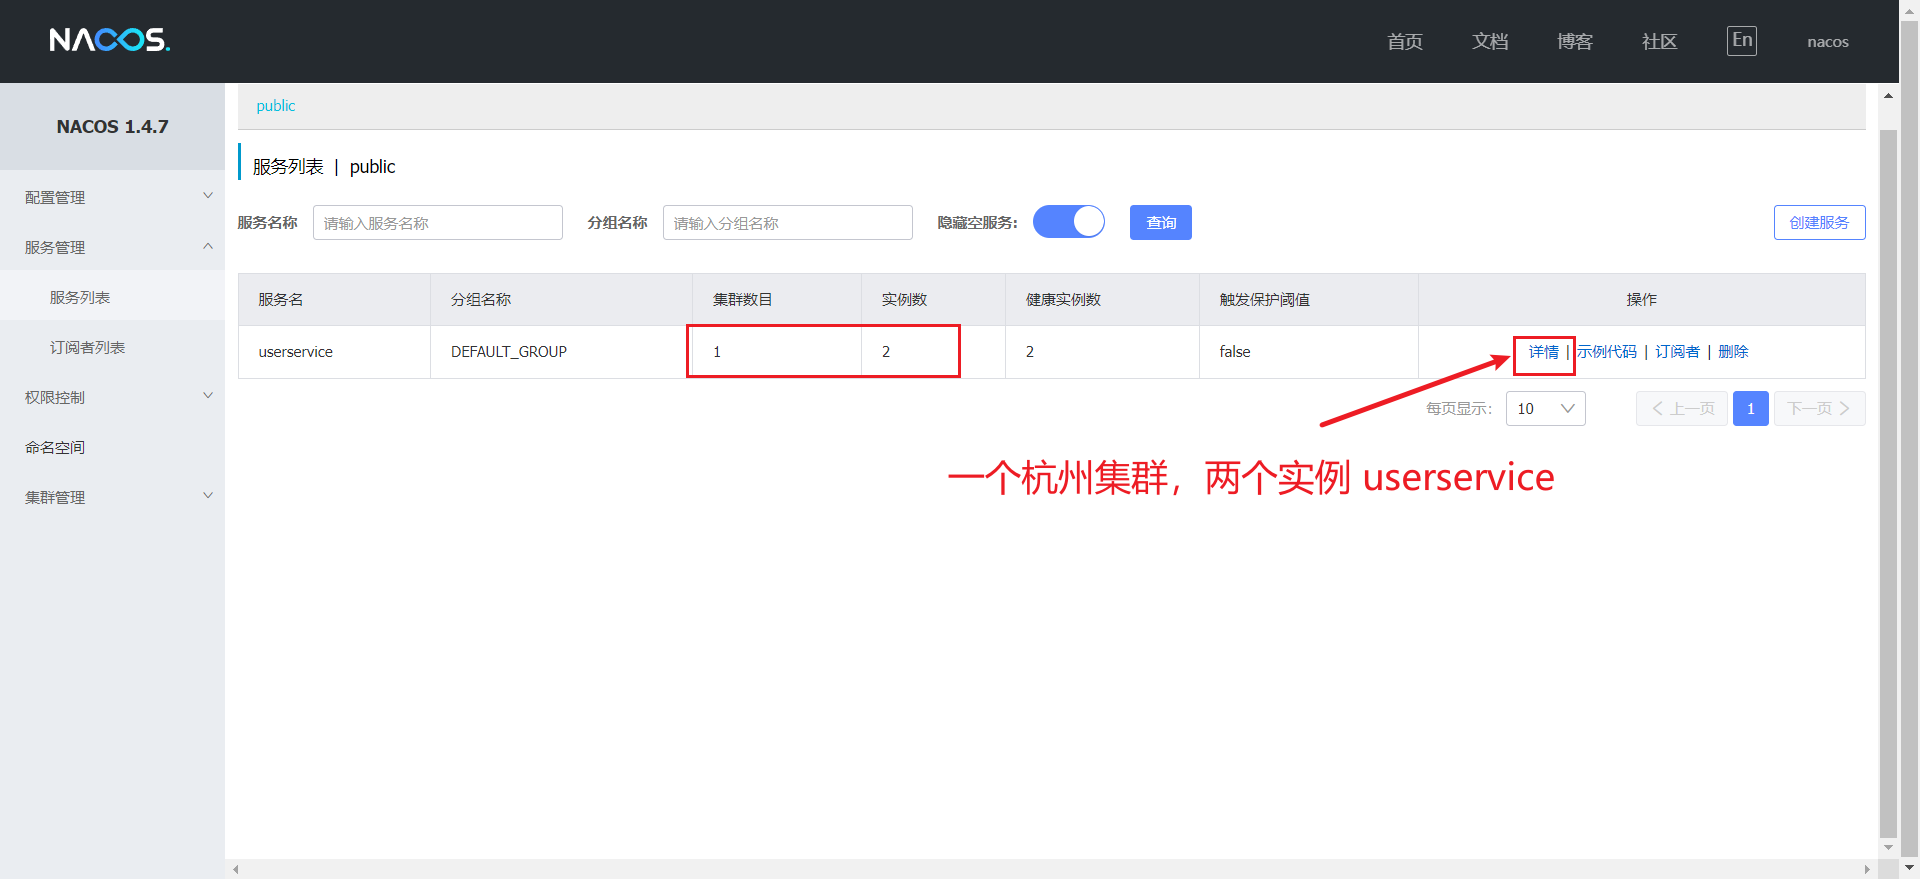 NACOS.
首页 文档 博客 社区 En nacos
NACOS 1.4.7
配置管理
服务管理
服务列表
订阅者列表
权限控制
命名空间
集群管理
public
服务列表 | public
服务名称 请输入服务名称 分组名称 请输入分组名称 隐藏空服务: 查询 创建服务
服务名 分组名称 集群数目 实例数 健康实例数 触发保护阈值 操作
userservice DEFAULT_GROUP 1 2 2 false 详情 | 示例代码 | 订阅者 | 删除
每页显示: 10 上一页 1 下一页
一个杭州集群，两个实例 userservice